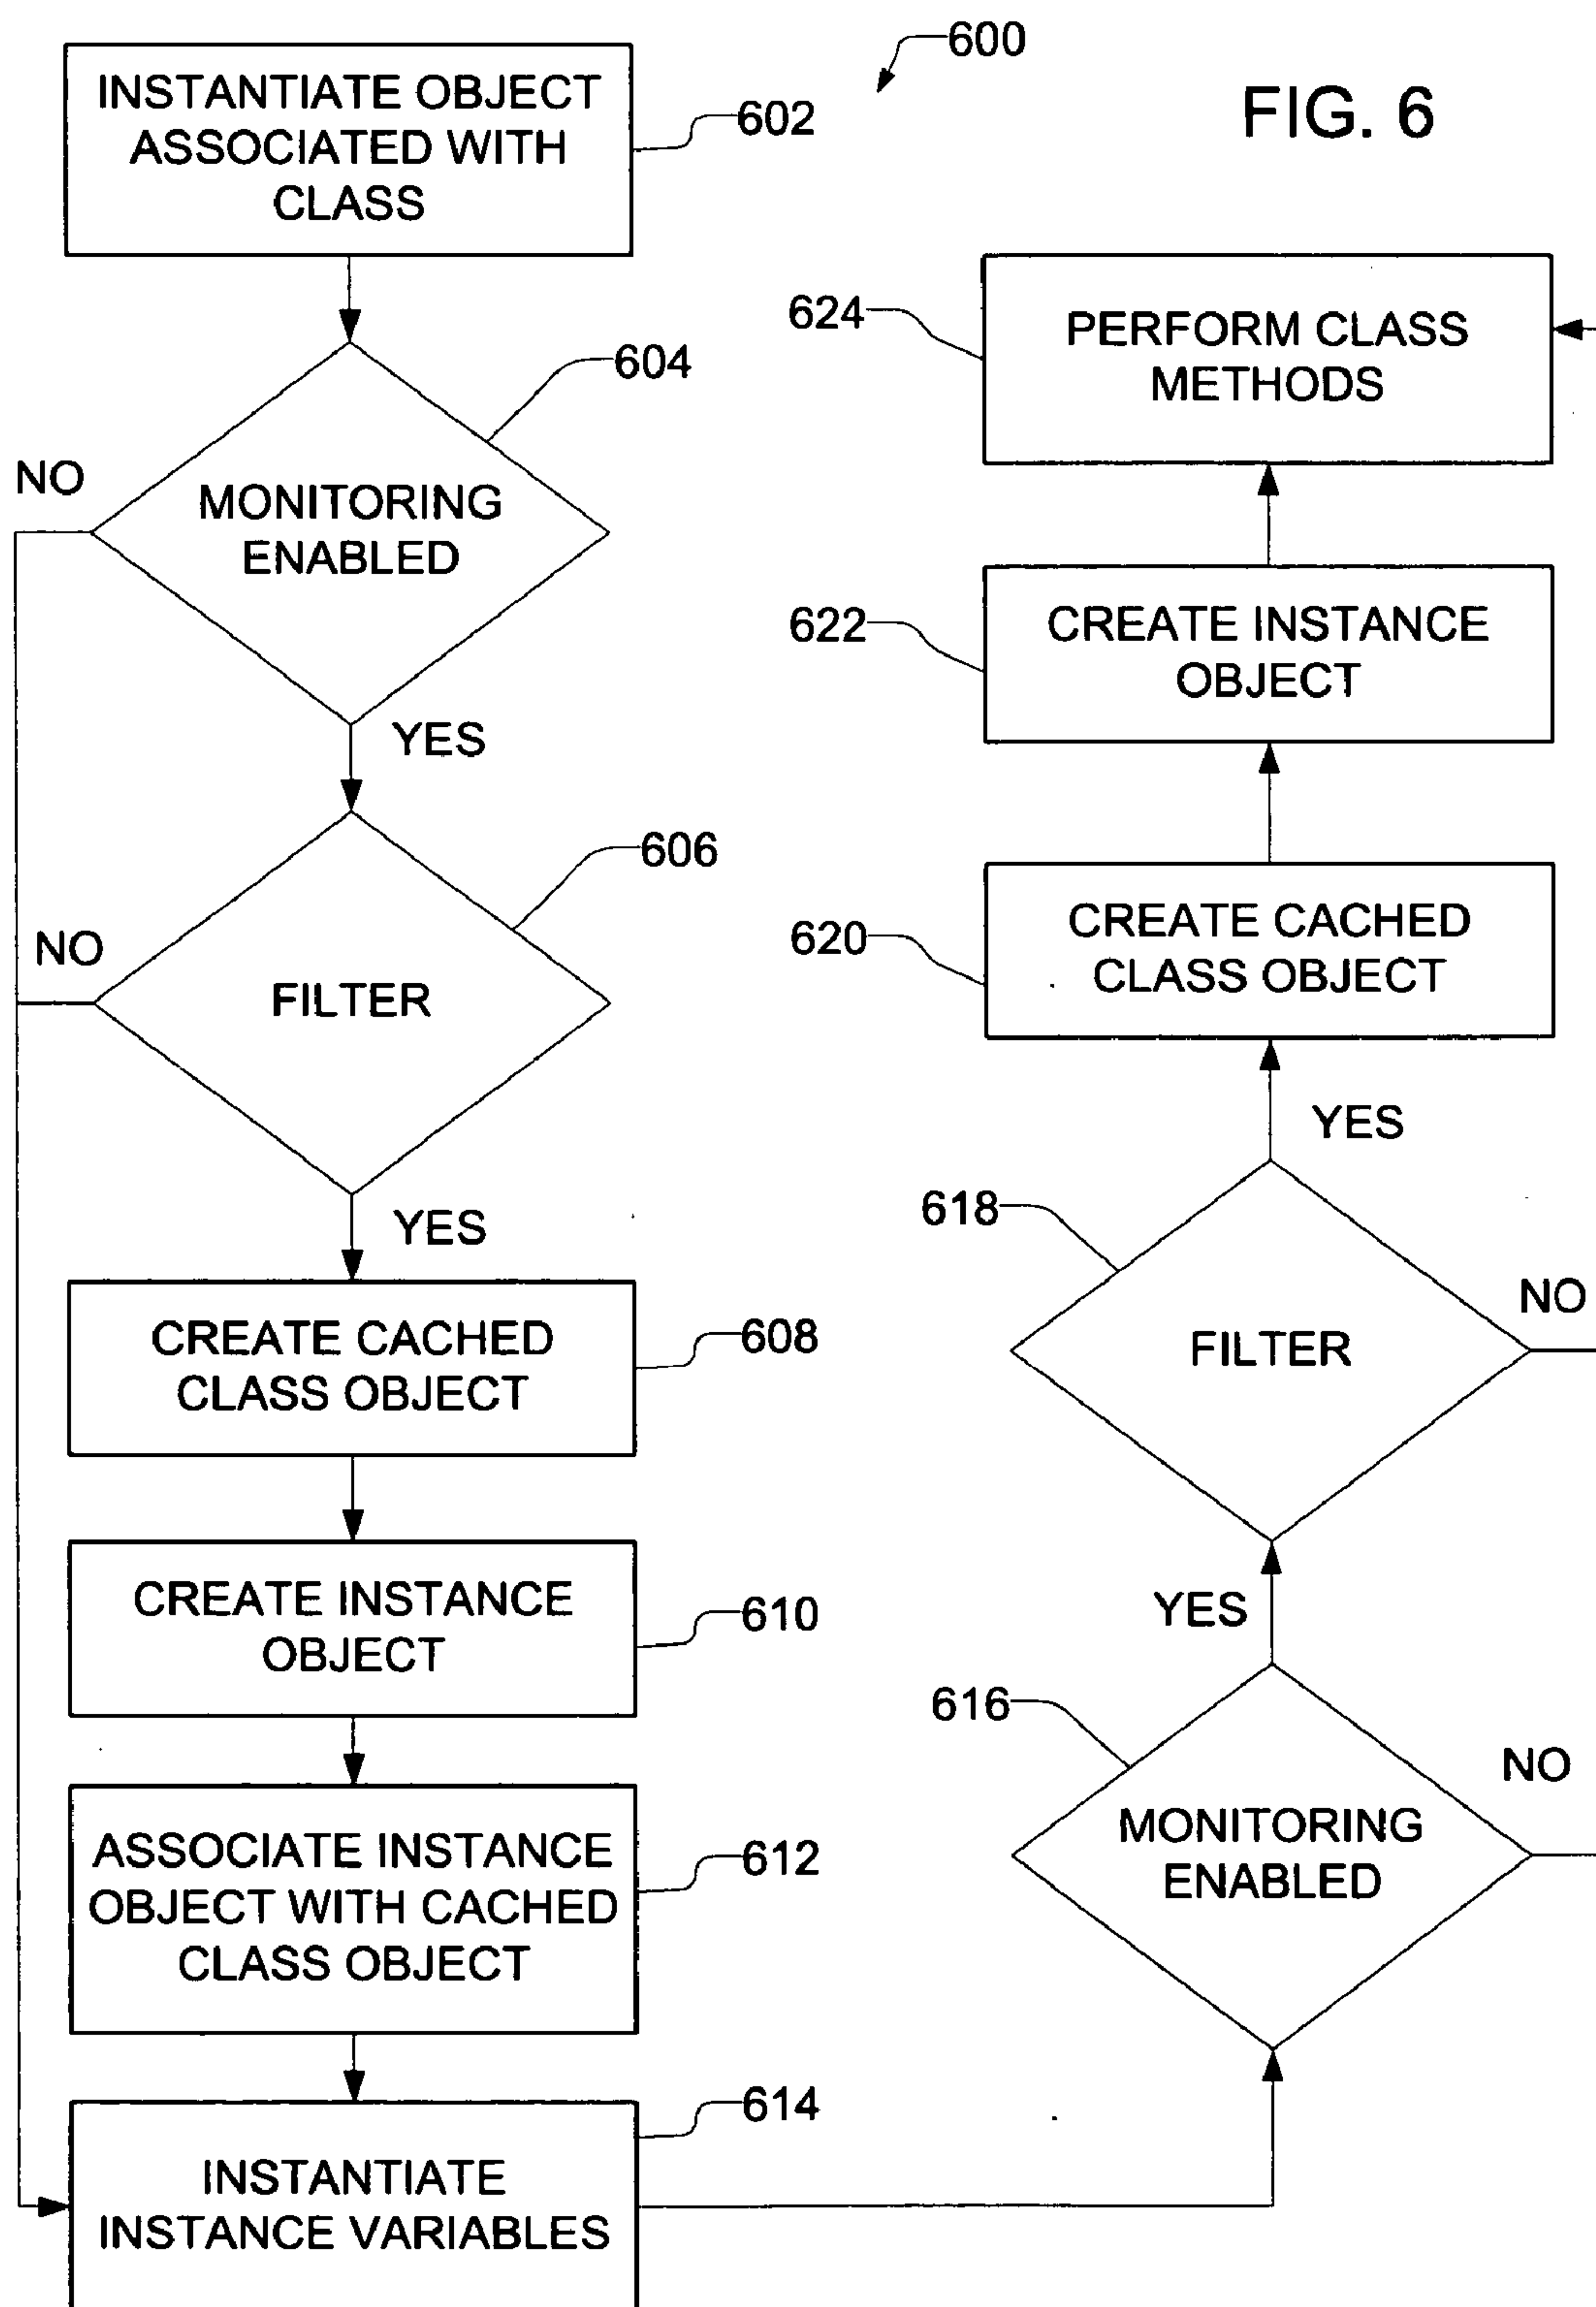 600
FIG. 6
INSTANTIATE OBJECT
ASSOCIATED WITH
CLASS
602
604
NO
MONITORING
ENABLED
YES
606
NO
FILTER
YES
CREATE CACHED
CLASS OBJECT
608
CREATE INSTANCE
OBJECT
610
ASSOCIATE INSTANCE
OBJECT WITH CACHED
CLASS OBJECT
612
614
INSTANTIATE
INSTANCE VARIABLES
624
PERFORM CLASS
METHODS
622
CREATE INSTANCE
OBJECT
620
CREATE CACHED
CLASS OBJECT
YES
618
NO
FILTER
YES
616
NO
MONITORING
ENABLED